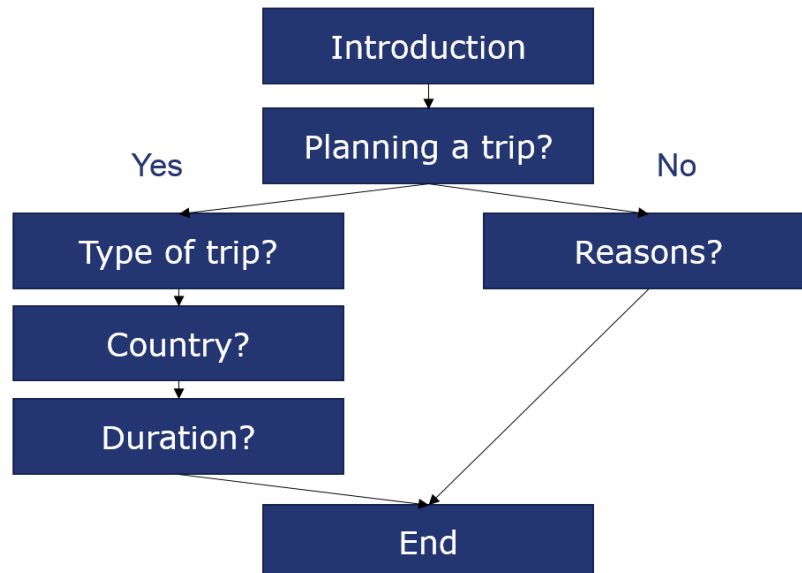 Introduction
Planning a trip?
Yes
No
Type of trip?
Reasons?
Country?
Duration?
End